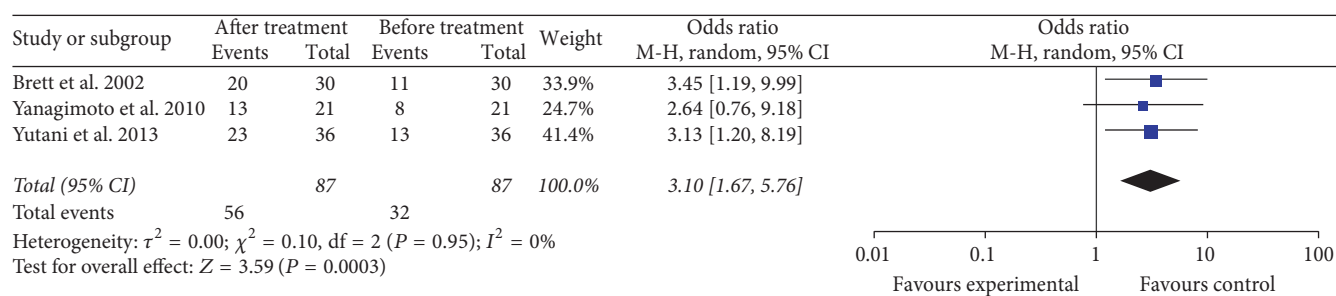 Study or subgroup After treatment Before treatment Weight Odds ratio Odds ratio
Events Total Events Total M-H, random, 95% CI M-H, random, 95% CI
Brett et al. 2002 20 30 11 30 33.9% 3.45 [1.19, 9.99]
Yanagimoto et al. 2010 13 21 8 21 24.7% 2.64 [0.76, 9.18]
Yutani et al. 2013 23 36 13 36 41.4% 3.13 [1.20, 8.19]
Total (95% CI) 87 87 100.0% 3.10 [1.67, 5.76]
Total events 56 32
Heterogeneity: τ² = 0.00; χ² = 0.10, df = 2 (P = 0.95); I² = 0%
Test for overall effect: Z = 3.59 (P = 0.0003)
0.01 0.1 1 10 100
Favours experimental Favours control